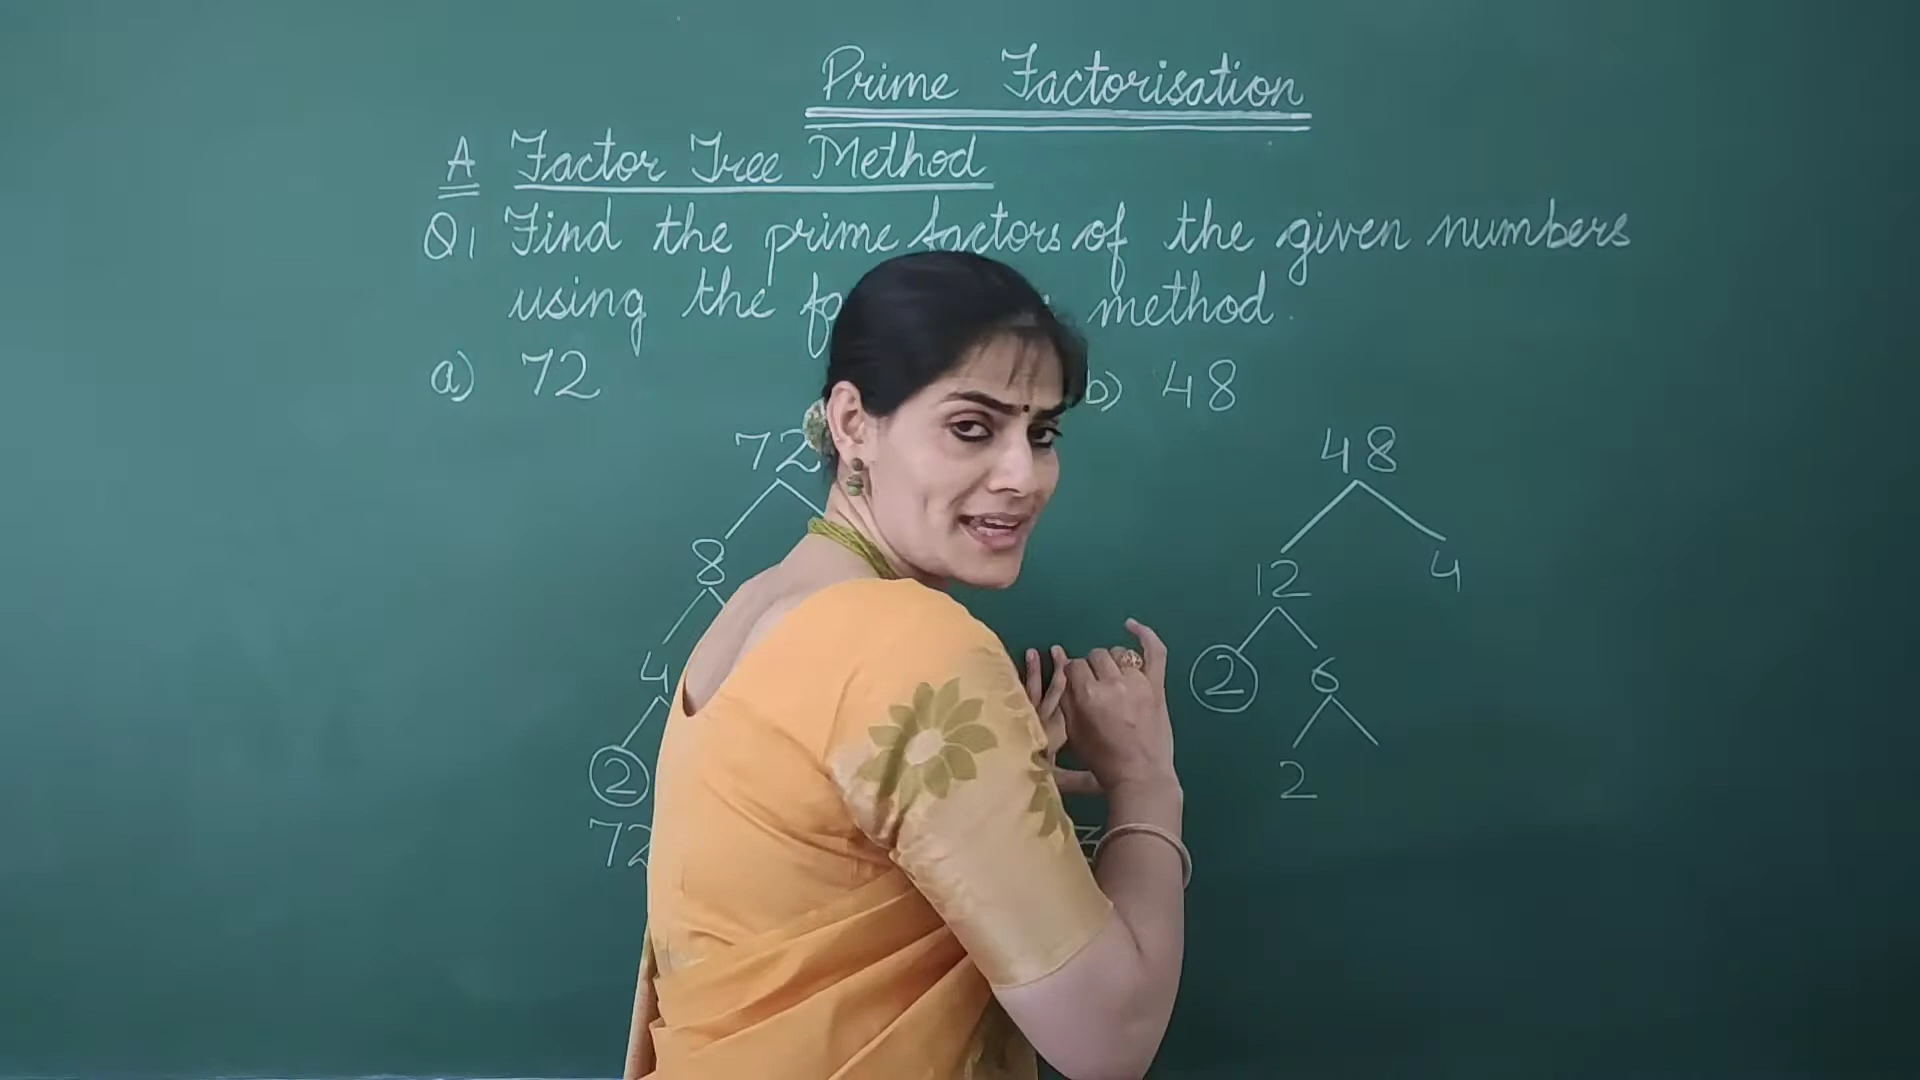 Prime Factorisation
A Factor Tree Method
Q1 Find the prime factors of the given numbers
using the method.
a) 72 b) 48
72 48
8 12 4
4 2 6
2 2
72 3